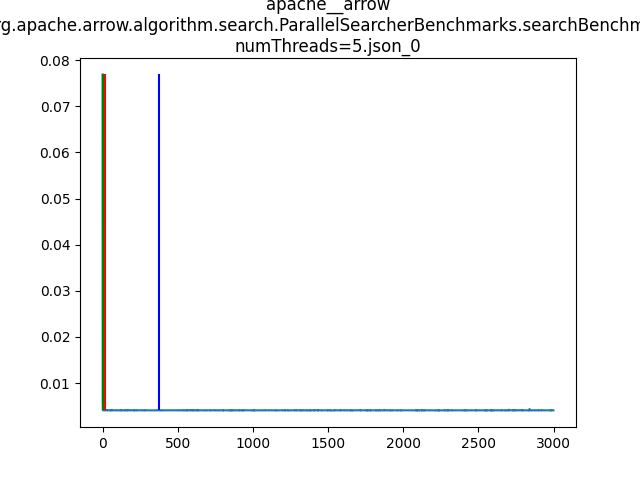 apache__arrow
rg.apache.arrow.algorithm.search.ParallelSearcherBenchmarks.searchBenchm
numThreads=5.json_0
0.08
0.07
0.06
0.05
0.04
0.03
0.02
0.01
0 500 1000 1500 2000 2500 3000